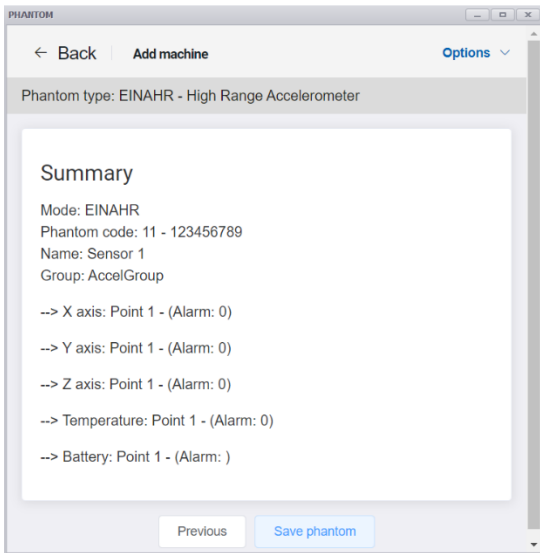 PHANTOM
← Back Add machine Options
Phantom type: EINAHR - High Range Accelerometer
Summary
Mode: EINAHR
Phantom code: 11 - 123456789
Name: Sensor 1
Group: AccelGroup
--> X axis: Point 1 - (Alarm: 0)
--> Y axis: Point 1 - (Alarm: 0)
--> Z axis: Point 1 - (Alarm: 0)
--> Temperature: Point 1 - (Alarm: 0)
--> Battery: Point 1 - (Alarm: )
Previous Save phantom